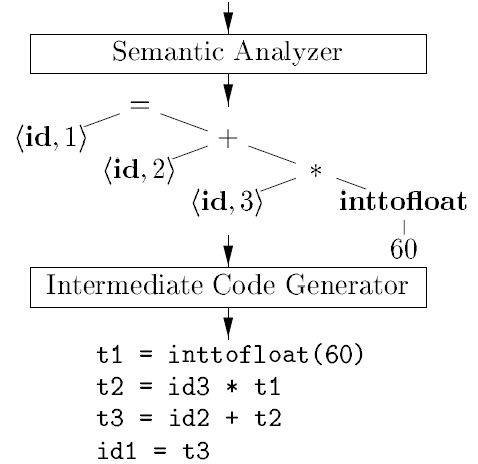 Semantic Analyzer
=
⟨id, 1⟩
+
⟨id, 2⟩
*
⟨id, 3⟩
inttofloat
60
Intermediate Code Generator
t1 = inttofloat(60)
t2 = id3 * t1
t3 = id2 + t2
id1 = t3